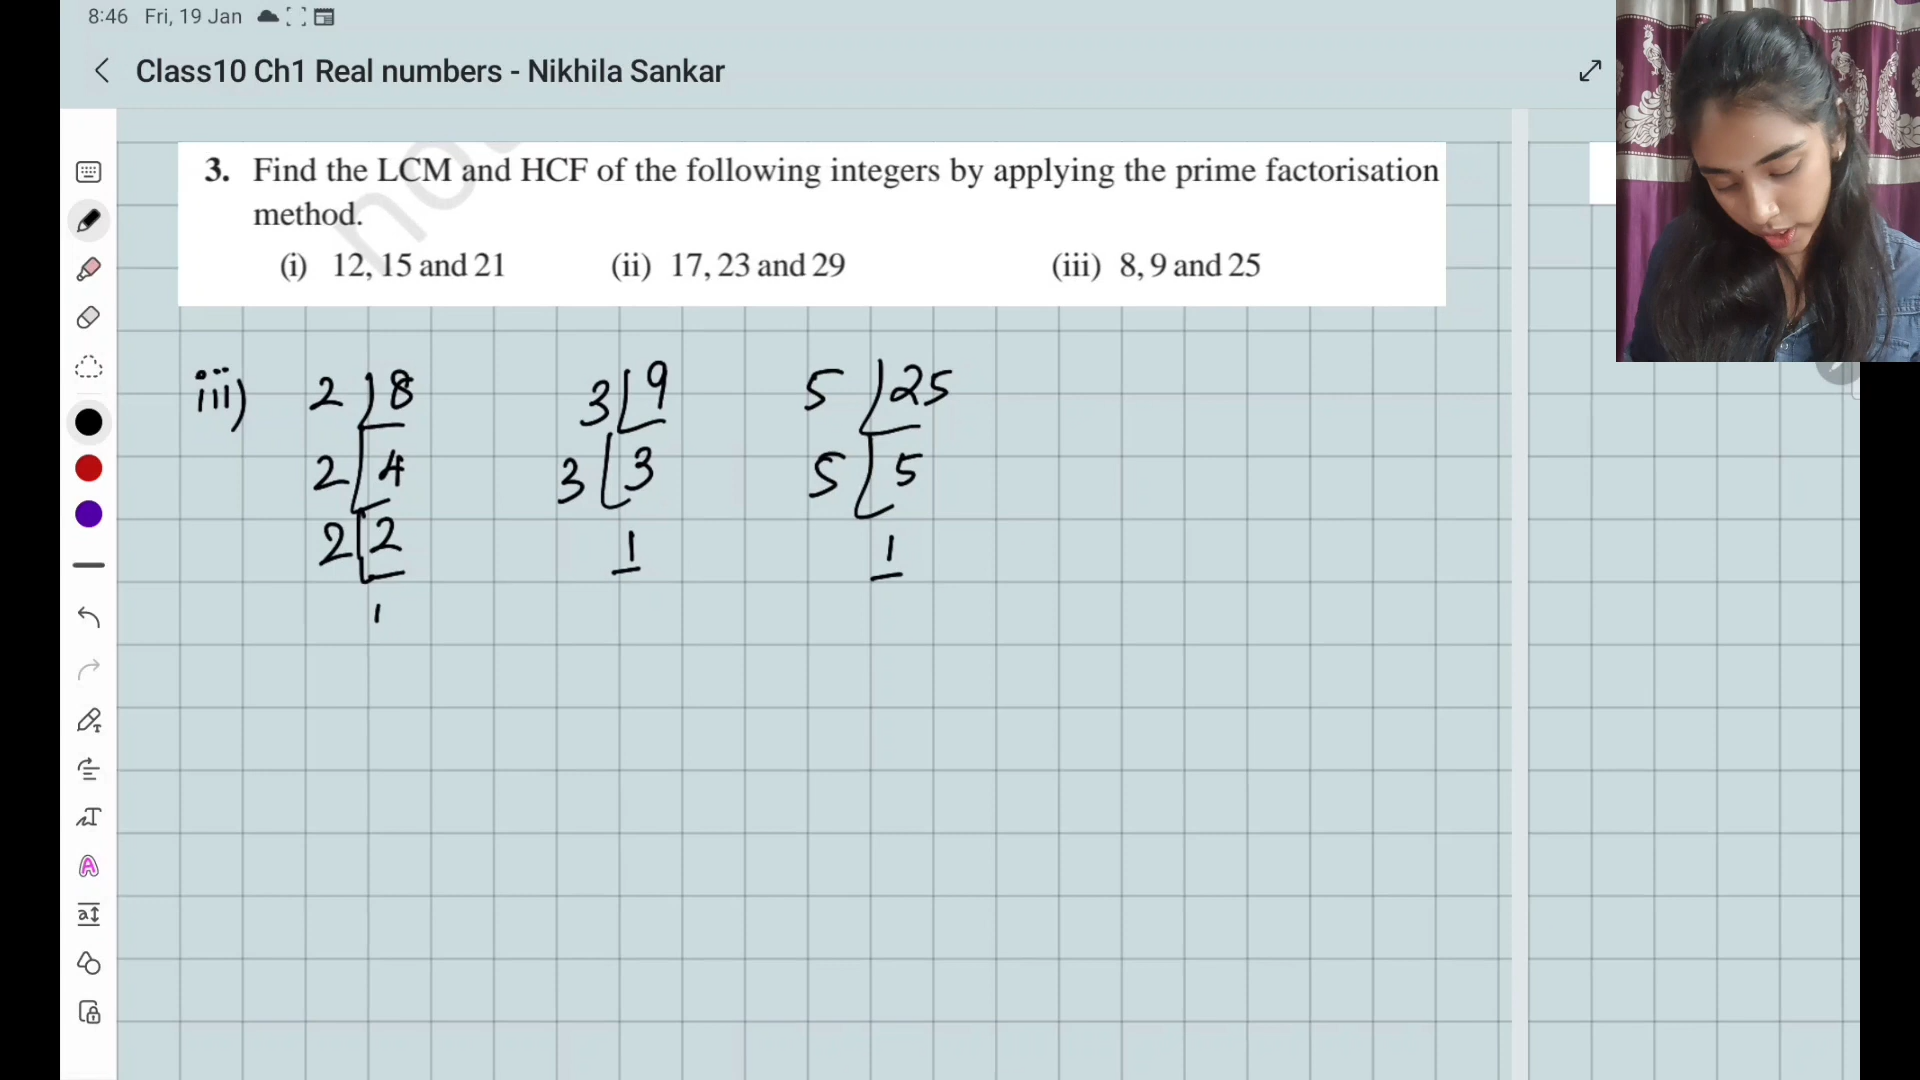 8:46 Fri, 19 Jan
Class10 Ch1 Real numbers - Nikhila Sankar
3. Find the LCM and HCF of the following integers by applying the prime factorisation
method.
(i) 12, 15 and 21 (ii) 17, 23 and 29 (iii) 8, 9 and 25
iii) 2 8 3 9 5 25
2 4 3 3 5 5
2 2 1 1
1